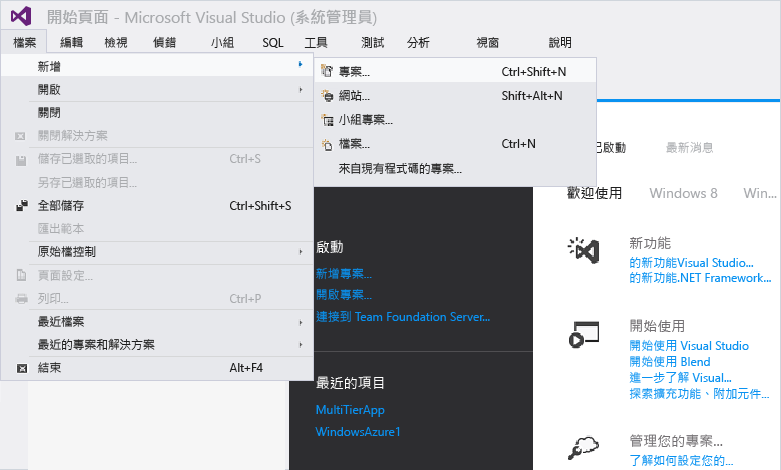 開始頁面 - Microsoft Visual Studio (系統管理員)
檔案 編輯 檢視 偵錯 小組 SQL 工具 測試 分析 視窗 說明
新增
開啟
關閉
關閉解決方案
儲存已選取的項目... Ctrl+S
另存已選取的項目...
全部儲存 Ctrl+Shift+S
匯出範本
原始檔控制
頁面設定...
列印... Ctrl+P
最近檔案
最近的專案和解決方案
結束 Alt+F4
專案... Ctrl+Shift+N
網站... Shift+Alt+N
小組專案...
檔案... Ctrl+N
來自現有程式碼的專案...
啟動
新增專案...
開啟專案...
連接到 Team Foundation Server...
最近的項目
MultiTierApp
WindowsAzure1
已啟動 最新消息
歡迎使用 Windows 8 Win...
新功能
的新功能Visual Studio...
的新功能.NET Framework...
開始使用
開始使用 Visual Studio
開始使用 Blend
進一步了解 Visual...
探索擴充功能、附加元件...
管理您的專案...
了解如何設定您的...